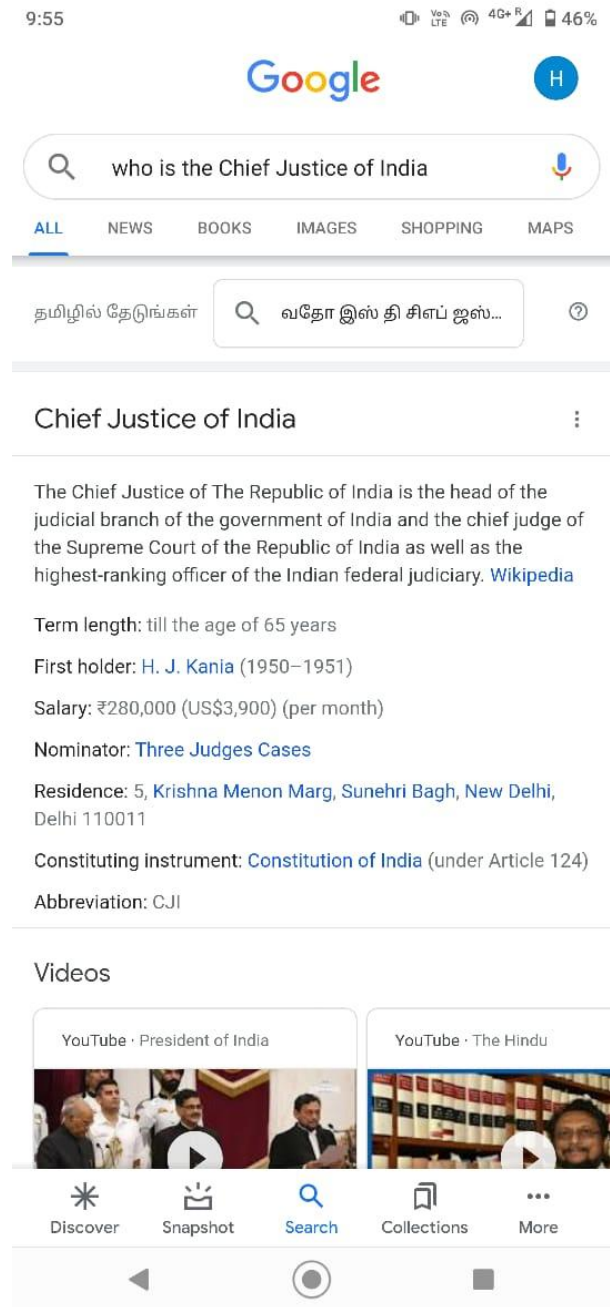 9:55
Vo LTE 4G+ R 46%
Google
H
who is the Chief Justice of India
ALL NEWS BOOKS IMAGES SHOPPING MAPS
தமிழில் தேடுங்கள் வதோ இஸ் தி சிஎப் ஜஸ்...
Chief Justice of India
The Chief Justice of The Republic of India is the head of the
judicial branch of the government of India and the chief judge of
the Supreme Court of the Republic of India as well as the
highest-ranking officer of the Indian federal judiciary. Wikipedia
Term length: till the age of 65 years
First holder: H. J. Kania (1950–1951)
Salary: ₹280,000 (US$3,900) (per month)
Nominator: Three Judges Cases
Residence: 5, Krishna Menon Marg, Sunehri Bagh, New Delhi,
Delhi 110011
Constituting instrument: Constitution of India (under Article 124)
Abbreviation: CJI
Videos
YouTube · President of India YouTube · The Hindu
Discover Snapshot Search Collections More